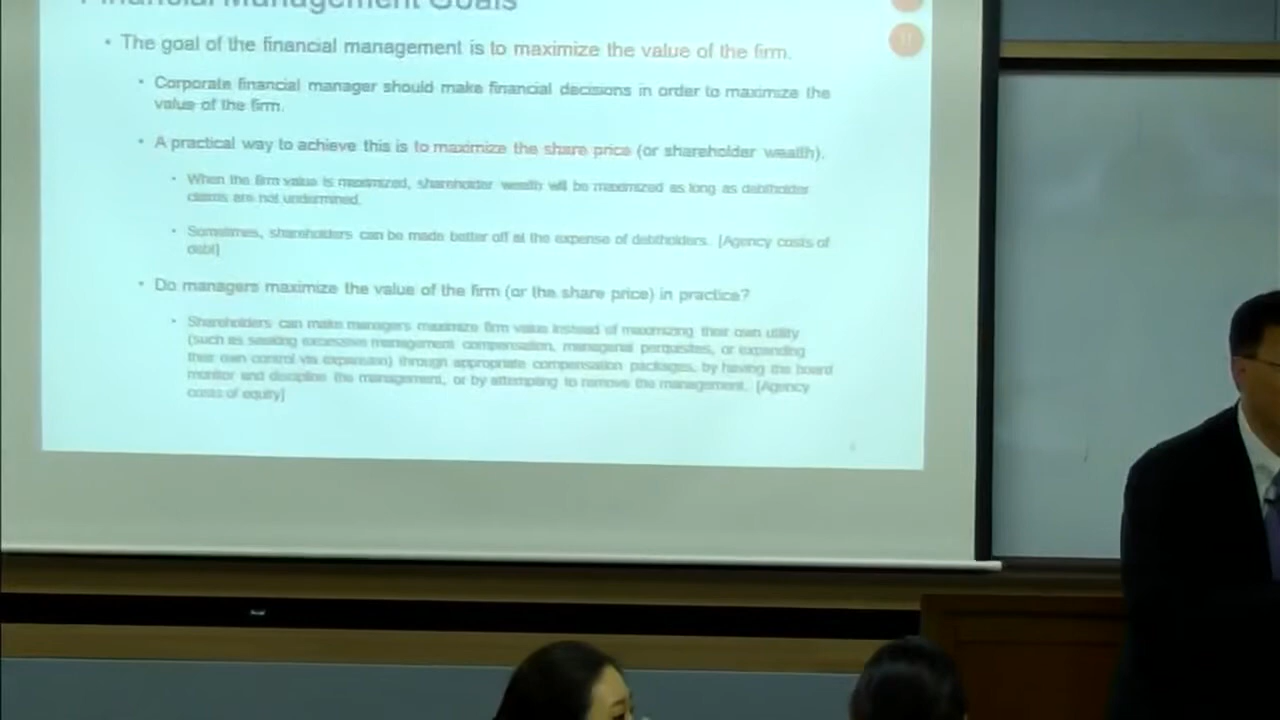 Financial Management Goals
• The goal of the financial management is to maximize the value of the firm.
• Corporate financial manager should make financial decisions in order to maximize the
value of the firm.
• A practical way to achieve this is to maximize the share price (or shareholder wealth).
• When the firm value is maximized, shareholder wealth will be maximized as long as debtholder
claims are not undermined.
• Sometimes, shareholders can be made better off at the expense of debtholders. [Agency costs of
debt]
• Do managers maximize the value of the firm (or the share price) in practice?
• Shareholders can make managers maximize firm value instead of maximizing their own utility
(such as seeking excessive management compensation, managerial perquisites, or expanding
their own control via expansion) through appropriate compensation packages, by having the board
monitor and discipline the management, or by attempting to remove the management. [Agency
costs of equity]